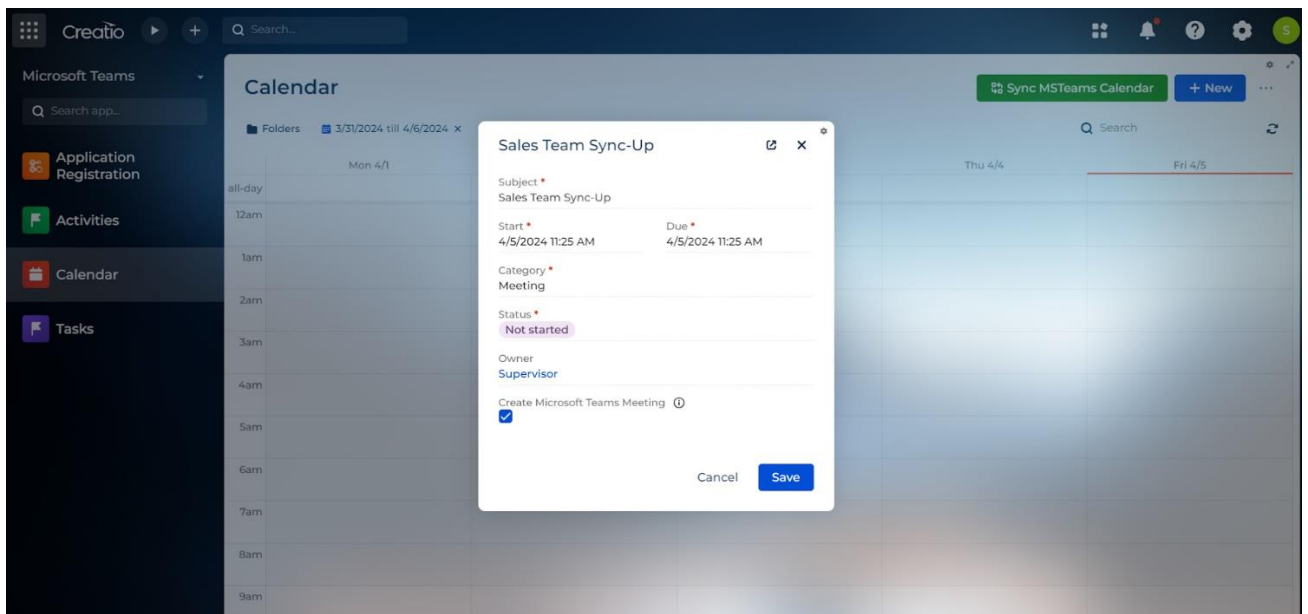 Creatio
Search...
S
Microsoft Teams
Search app...
Application
Registration
Activities
Calendar
Tasks
Calendar
Sync MSTeams Calendar
+ New
Folders
3/31/2024 till 4/6/2024 ×
Search
Mon 4/1
Thu 4/4
Fri 4/5
all-day
12am
1am
2am
3am
4am
5am
6am
7am
8am
9am
Sales Team Sync-Up
Subject *
Sales Team Sync-Up
Start * Due *
4/5/2024 11:25 AM 4/5/2024 11:25 AM
Category *
Meeting
Status *
Not started
Owner
Supervisor
Create Microsoft Teams Meeting
Cancel Save